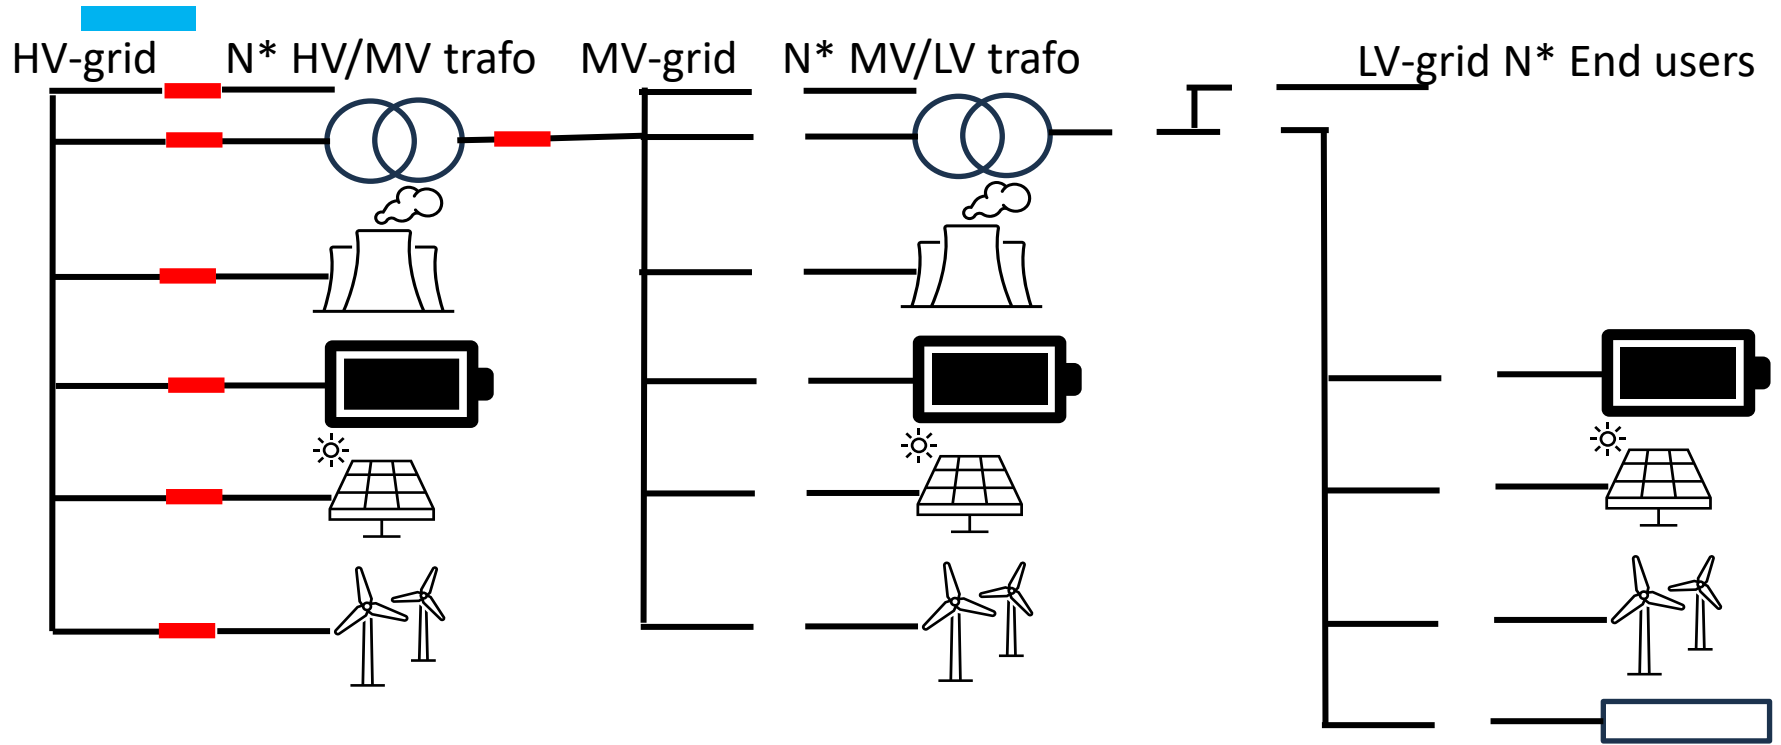 HV-grid N* HV/MV trafo MV-grid N* MV/LV trafo LV-grid N* End users